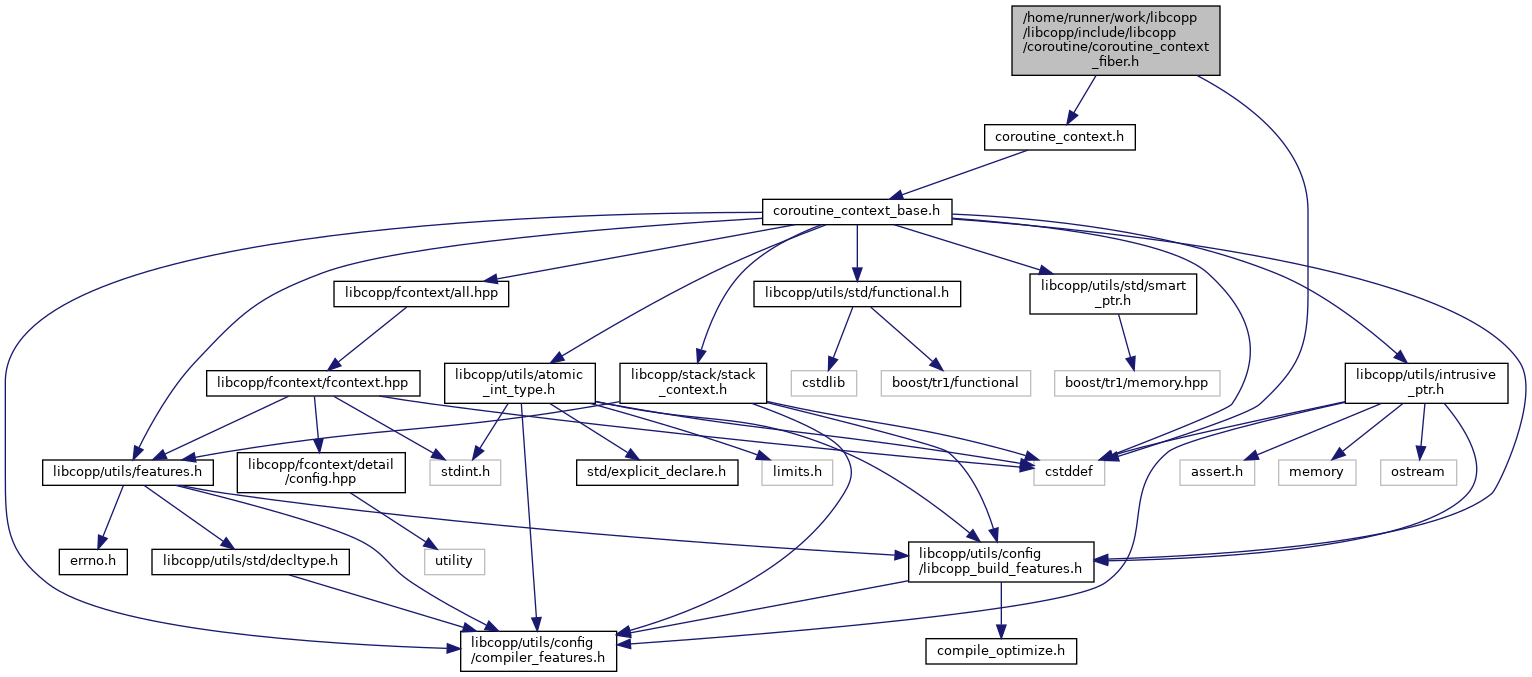 /home/runner/work/libcopp
/libcopp/include/libcopp
/coroutine/coroutine_context
_fiber.h
coroutine_context.h
coroutine_context_base.h
libcopp/fcontext/all.hpp
libcopp/utils/std/functional.h
libcopp/utils/std/smart
_ptr.h
libcopp/fcontext/fcontext.hpp
libcopp/utils/atomic
_int_type.h
libcopp/stack/stack
_context.h
cstdlib
boost/tr1/functional
boost/tr1/memory.hpp
libcopp/utils/intrusive
_ptr.h
libcopp/utils/features.h
libcopp/fcontext/detail
/config.hpp
stdint.h
std/explicit_declare.h
limits.h
cstddef
assert.h
memory
ostream
errno.h
libcopp/utils/std/decltype.h
utility
libcopp/utils/config
/libcopp_build_features.h
libcopp/utils/config
/compiler_features.h
compile_optimize.h